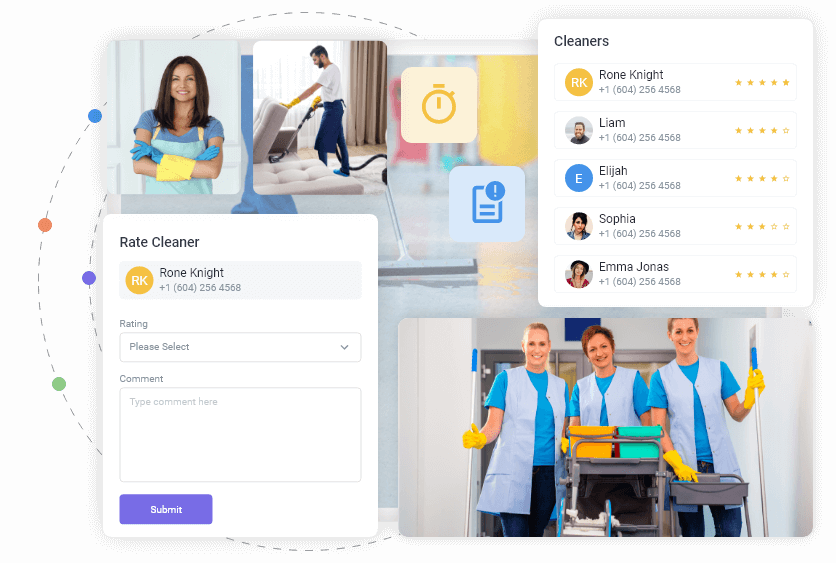 Cleaners
RK
Rone Knight
+1 (604) 256 4568
Liam
+1 (604) 256 4568
E
Elijah
+1 (604) 256 4568
Sophia
+1 (604) 256 4568
Emma Jonas
+1 (604) 256 4568
Rate Cleaner
RK
Rone Knight
+1 (604) 256 4568
Rating
Please Select
Comment
Type comment here
Submit